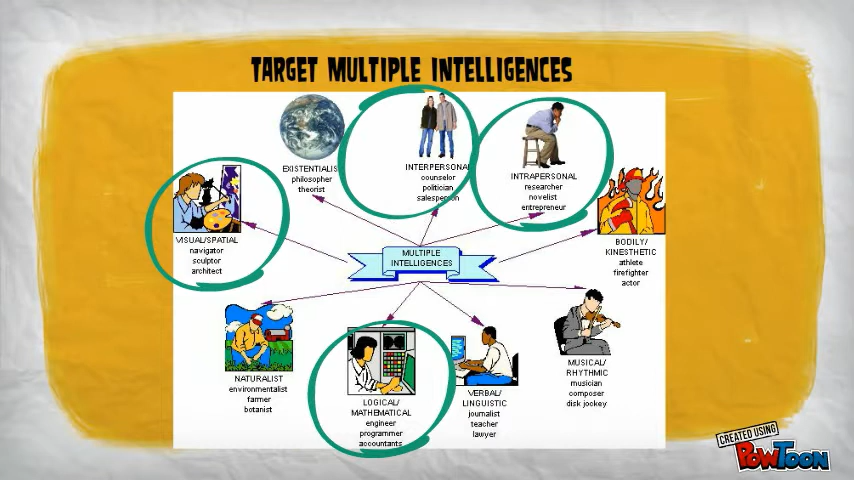 TARGET MULTIPLE INTELLIGENCES
EXISTENTIALIS
philosopher
theorist
INTERPERSONA
counselor
politician
salesperson
INTRAPERSONAL
researcher
novelist
entrepreneur
VISUAL/SPATIAL
navigator
sculptor
architect
MULTIPLE
INTELLIGENCES
BODILY/
KINESTHETIC
athlete
firefighter
actor
NATURALIST
environmentalist
farmer
botanist
LOGICAL/
MATHEMATICAL
engineer
programmer
accountants
VERBAL/
LINGUISTIC
journalist
teacher
lawyer
MUSICAL/
RHYTHMIC
musician
composer
disk jockey
CREATED USING
POWTOON